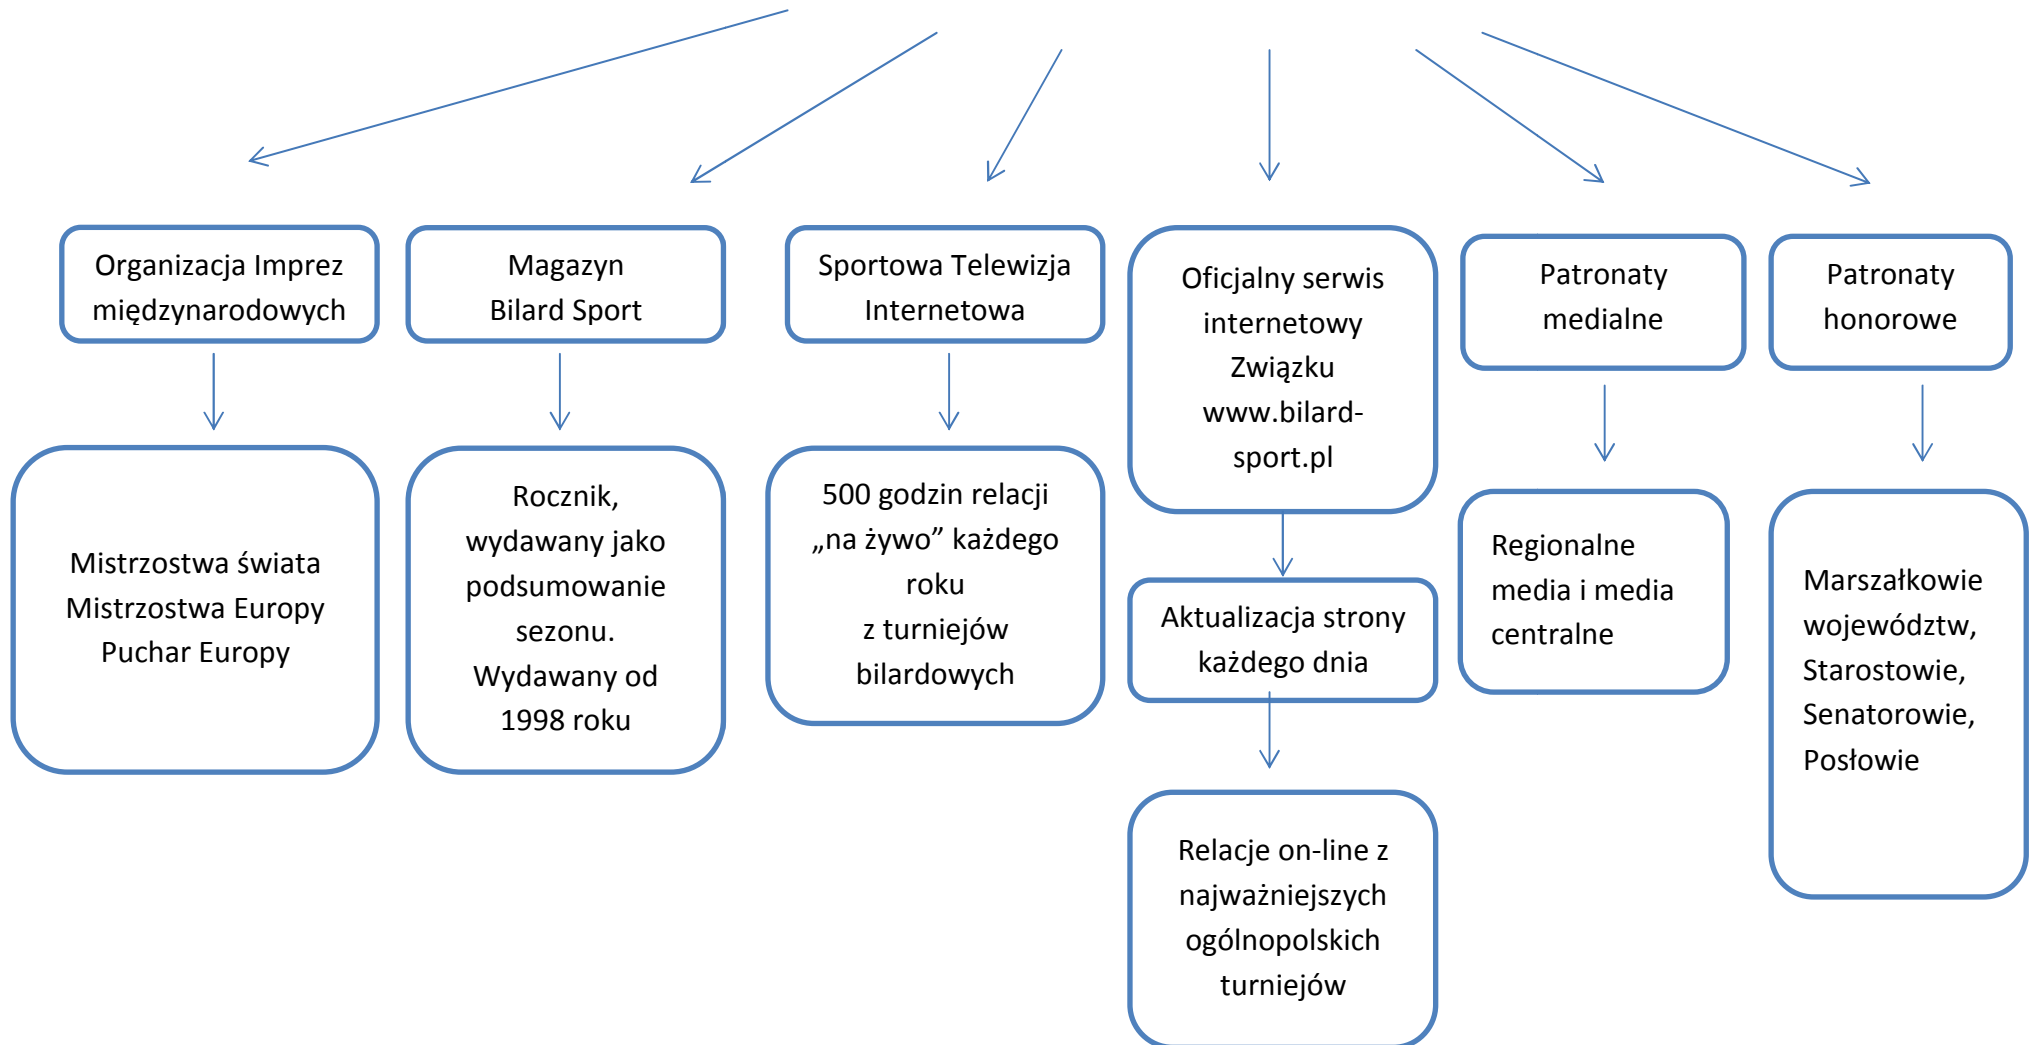 Organizacja Imprez
międzynarodowych
Magazyn
Bilard Sport
Sportowa Telewizja
Internetowa
Oficjalny serwis
internetowy
Związku
www.bilard-
sport.pl
Patronaty
medialne
Patronaty
honorowe
Mistrzostwa świata
Mistrzostwa Europy
Puchar Europy
Rocznik,
wydawany jako
podsumowanie
sezonu.
Wydawany od
1998 roku
500 godzin relacji
„na żywo” każdego
roku
z turniejów
bilardowych
Aktualizacja strony
każdego dnia
Relacje on-line z
najważniejszych
ogólnopolskich
turniejów
Regionalne
media i media
centralne
Marszałkowie
województw,
Starostowie,
Senatorowie,
Posłowie